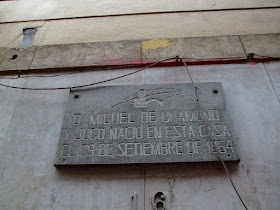 D. MIGUEL DE UNAMUNO
Y JUGO NACIO EN ESTA CASA
EL 29 DE SETIEMBRE DE 1864